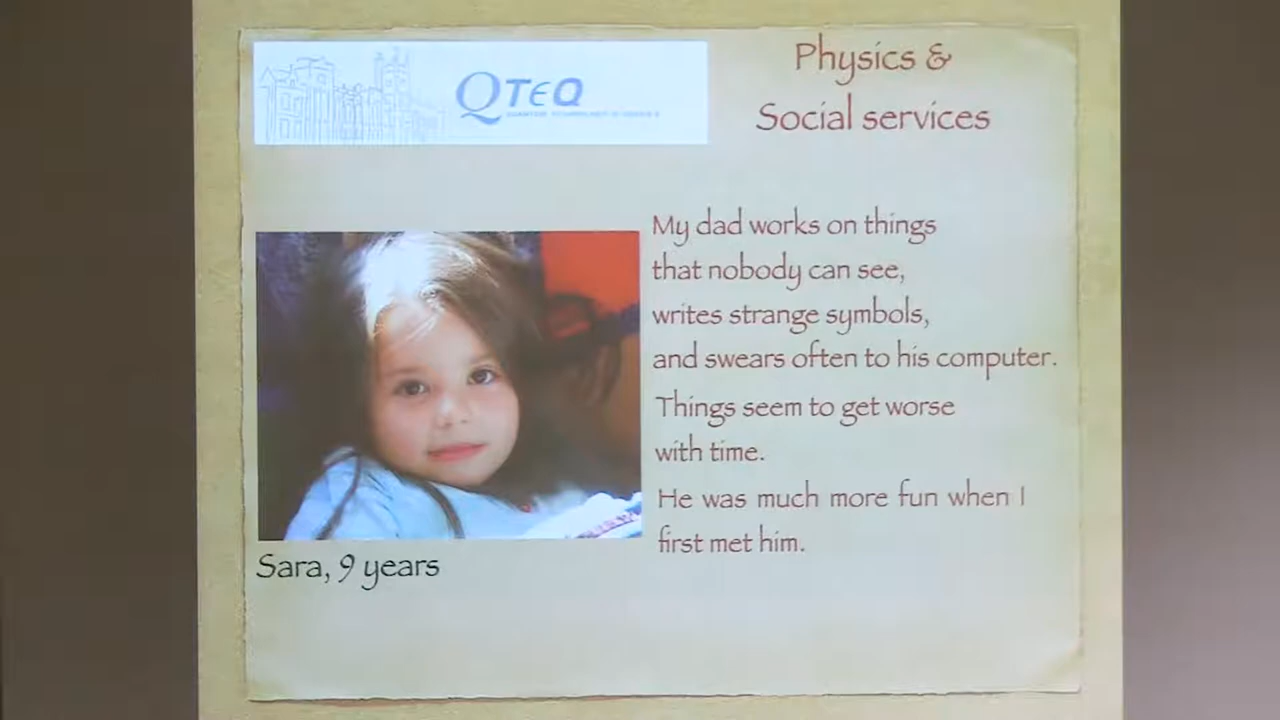 QTEQ
Physics &
Social services
My dad works on things
that nobody can see,
writes strange symbols,
and swears often to his computer.
Things seem to get worse
with time.
He was much more fun when I
first met him.
Sara, 9 years